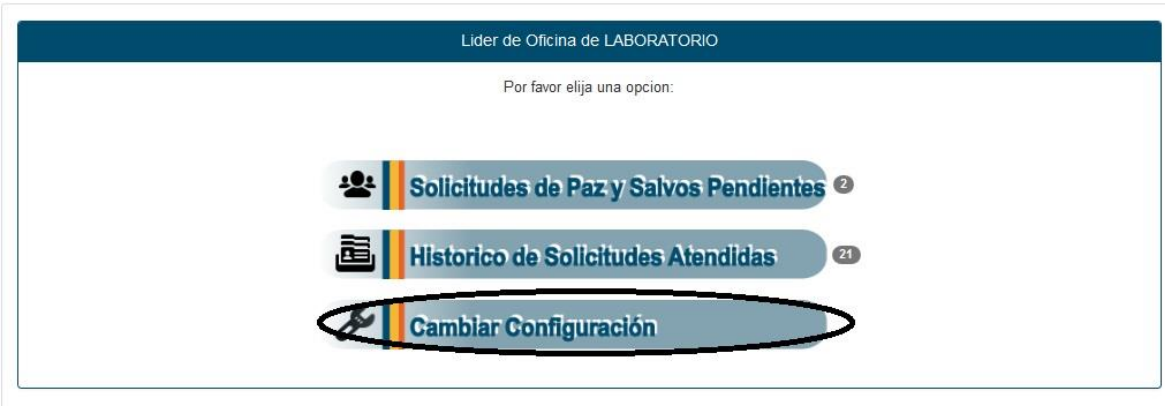 Lider de Oficina de LABORATORIO
Por favor elija una opcion:
Solicitudes de Paz y Salvos Pendientes 2
Historico de Solicitudes Atendidas 21
Cambiar Configuración